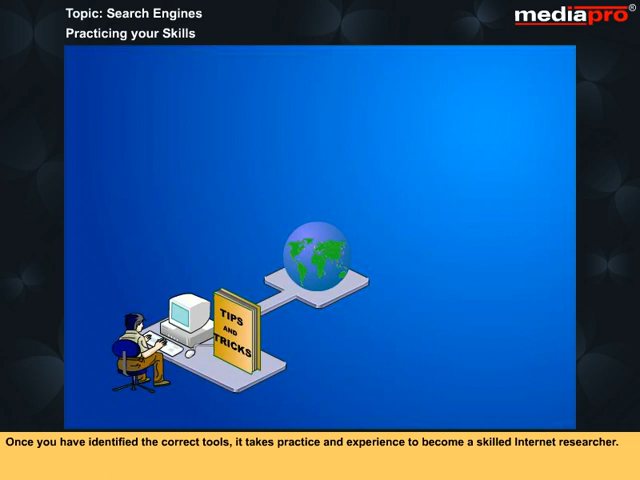 Topic: Search Engines
mediapro®
Practicing your Skills
TIPS
AND
TRICKS
Once you have identified the correct tools, it takes practice and experience to become a skilled Internet researcher.